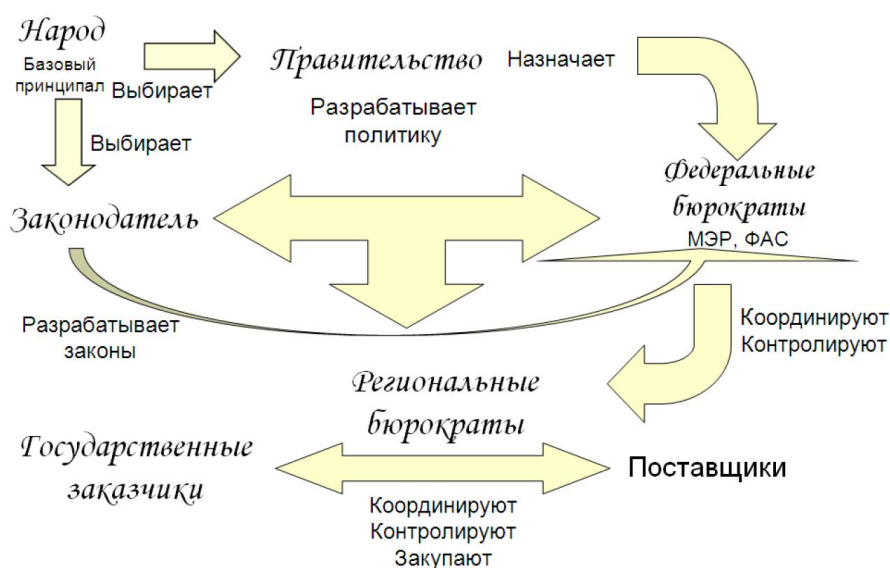 Народ
Базовый
принципал
Выбирает
Правительство
Назначает
Разрабатывает
политику
Выбирает
Федеральные
бюрократы
МЭР, ФАС
Законодатель
Разрабатывает
законы
Координируют
Контролируют
Региональные
бюрократы
Государственные
заказчики
Поставщики
Координируют
Контролируют
Закупают